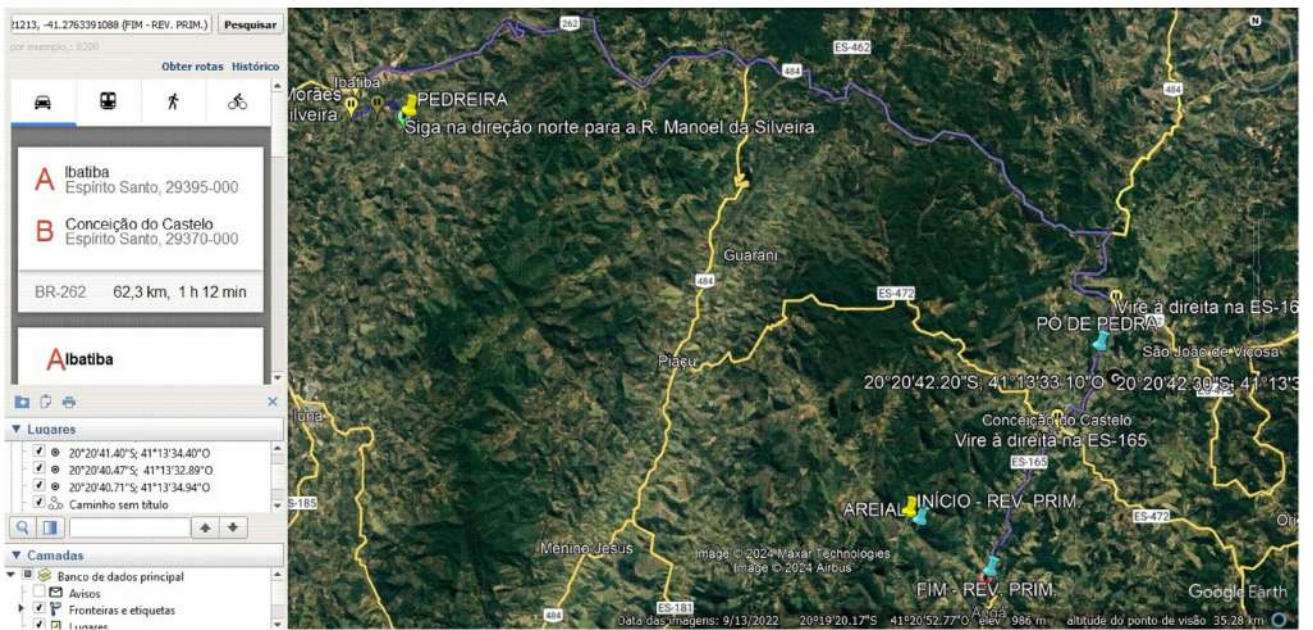 21213, -41.2763391088 (FIM - REV. PRIM.)
Pesquisar
por exemplo,: 8200
Obter rotas Histórico
A Ibatiba
Espírito Santo, 29395-000
B Conceição do Castelo
Espírito Santo, 29370-000
BR-262 62,3 km, 1 h 12 min
A Ibatiba
Lugares
20°20'41.40"S; 41°13'34.40"O
20°20'40.47"S; 41°13'32.89"O
20°20'40.71"S; 41°13'34.94"O
Caminho sem título
Camadas
Banco de dados principal
Avisos
Fronteiras e etiquetas
Lugares
262
ES-462
N
484
484
Ibatiba
Morães
ilveira
PEDREIRA
Siga na direção norte para a R. Manoel da Silveira
Guarani
484
ES-472
Vire à direita na ES-16
PÓ DE PEDRA
São João de Viçosa
Piaçu
20°20'42.20"S; 41°13'33.10"O
20°20'42.30"S; 41°13'3
Iúna
Conceição do Castelo
Vire à direita na ES-165
ES-165
S-185
AREIAL
INÍCIO - REV. PRIM.
ES-472
Menino Jesus
Image © 2024 Maxar Technologies
Image © 2024 Airbus
FIM - REV. PRIM.
Google Earth
484
ES-181
Data das imagens: 9/13/2022 20°19'20.17"S 41°20'52.77"O elev 986 m altitude do ponto de visão 35.28 km